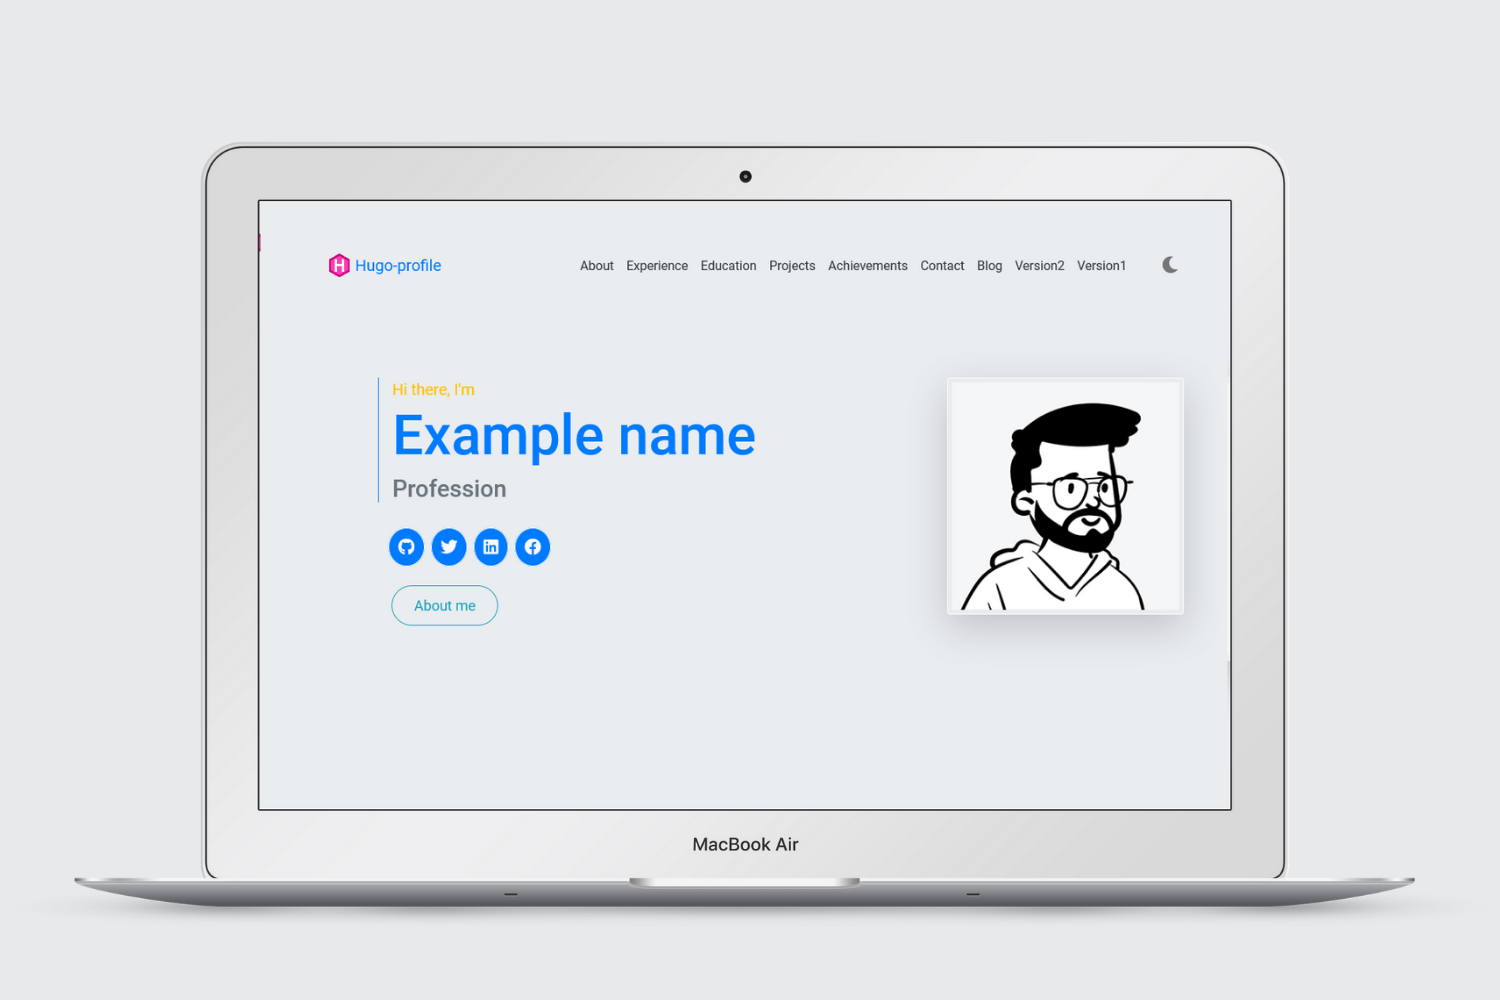 Hugo-profile
About Experience Education Projects Achievements Contact Blog Version2 Version1
Hi there, I'm
Example name
Profession
About me
MacBook Air